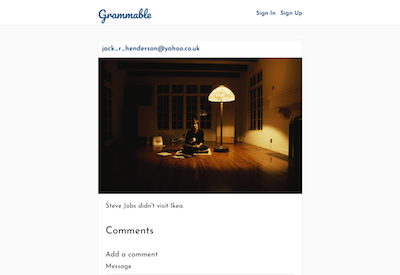 Grammable
Sign In Sign Up
jack_r_henderson@yahoo.co.uk
Steve Jobs didn't visit Ikea.
Comments
Add a comment
Message